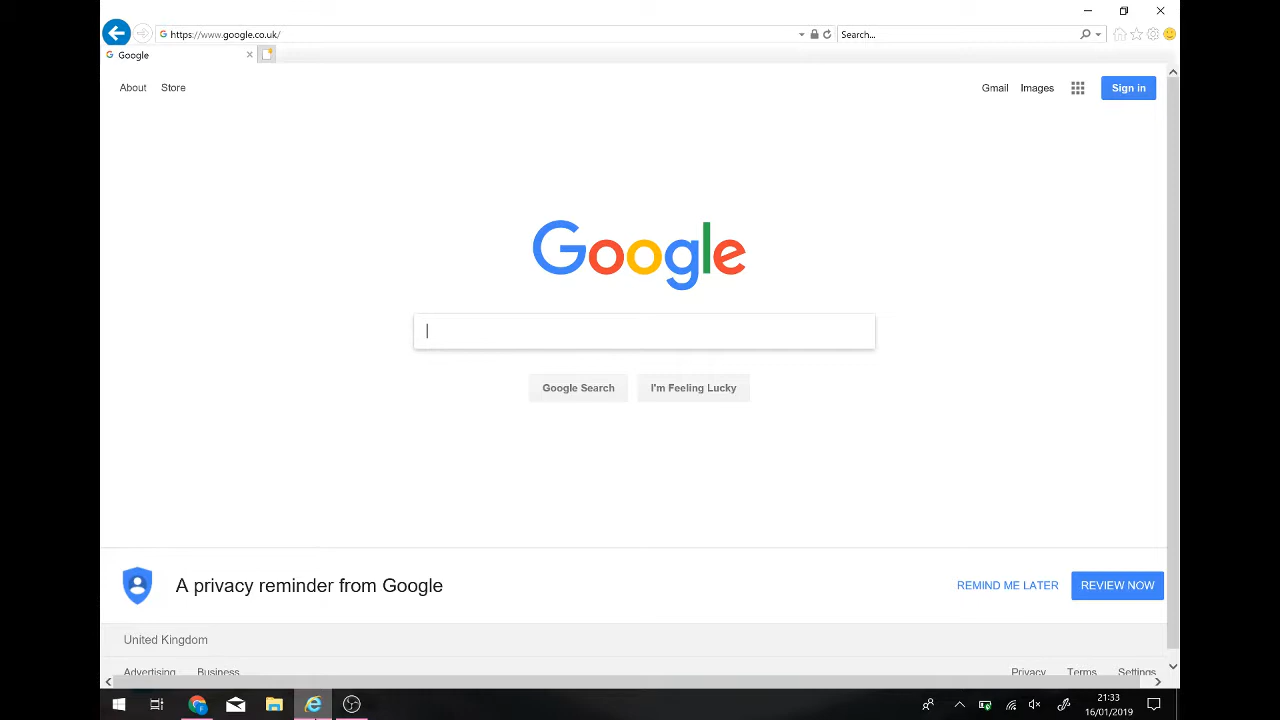 https://www.google.co.uk/
Search...
Google
About Store
Gmail Images Sign in
Google
Google Search I'm Feeling Lucky
A privacy reminder from Google
REMIND ME LATER REVIEW NOW
United Kingdom
Advertising Business
Privacy Terms Settings
21:33
16/01/2019